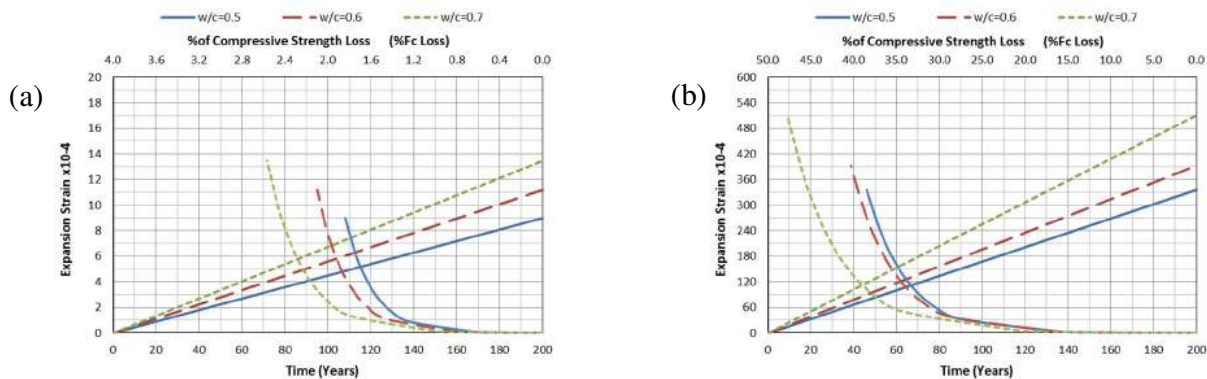 (a)
w/c=0.5 w/c=0.6 w/c=0.7
%of Compressive Strength Loss (%Fc Loss)
4.0 3.6 3.2 2.8 2.4 2.0 1.6 1.2 0.8 0.4 0.0
20
18
16
14
12
10
8
6
4
2
0
Expansion Strain x10-4
0 20 40 60 80 100 120 140 160 180 200
Time (Years)
(b)
w/c=0.5 w/c=0.6 w/c=0.7
%of Compressive Strength Loss (%Fc Loss)
50.0 45.0 40.0 35.0 30.0 25.0 20.0 15.0 10.0 5.0 0.0
600
540
480
420
360
300
240
180
120
60
0
Expansion Strain x10-4
0 20 40 60 80 100 120 140 160 180 200
Time (Years)